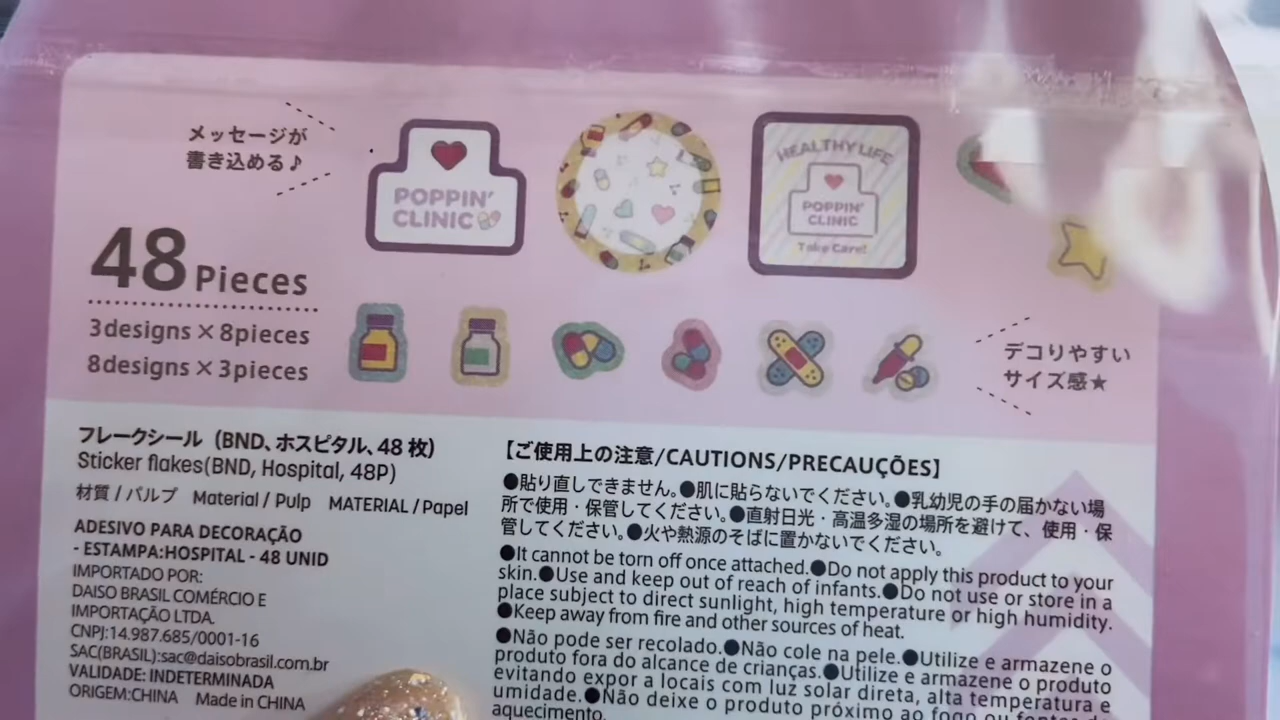 メッセージが
書き込める♪
POPPIN'
CLINIC
HEALTHY LIFE
POPPIN'
CLINIC
Take Care!
48 Pieces
3designs×8pieces
8designs×3pieces
デコりやすい
サイズ感★
フレークシール（BND、ホスピタル、48枚）
Sticker flakes(BND, Hospital, 48P)
材質 / パルプ Material / Pulp MATERIAL / Papel
ADESIVO PARA DECORAÇÃO
- ESTAMPA:HOSPITAL - 48 UNID
IMPORTADO POR:
DAISO BRASIL COMÉRCIO E
IMPORTAÇÃO LTDA.
CNPJ:14.987.685/0001-16
SAC(BRASIL):sac@daisobrasil.com.br
VALIDADE: INDETERMINADA
ORIGEM:CHINA Made in CHINA
【ご使用上の注意/CAUTIONS/PRECAUÇÕES】
●貼り直しできません。●肌に貼らないでください。●乳幼児の手の届かない場
所で使用・保管してください。●直射日光・高温多湿の場所を避けて、使用・保
管してください。●火や熱源のそばに置かないでください。
●It cannot be torn off once attached.●Do not apply this product to your
skin.●Use and keep out of reach of infants.●Do not use or store in a
place subject to direct sunlight, high temperature or high humidity.
●Keep away from fire and other sources of heat.
●Não pode ser recolado.●Não cole na pele.●Utilize e armazene o
produto fora do alcance de crianças.●Utilize e armazene o produto
evitando expor a locais com luz solar direta, alta temperatura e
umidade.●Não deixe o produto próximo ao fogo ou fontes de
aquecimento.